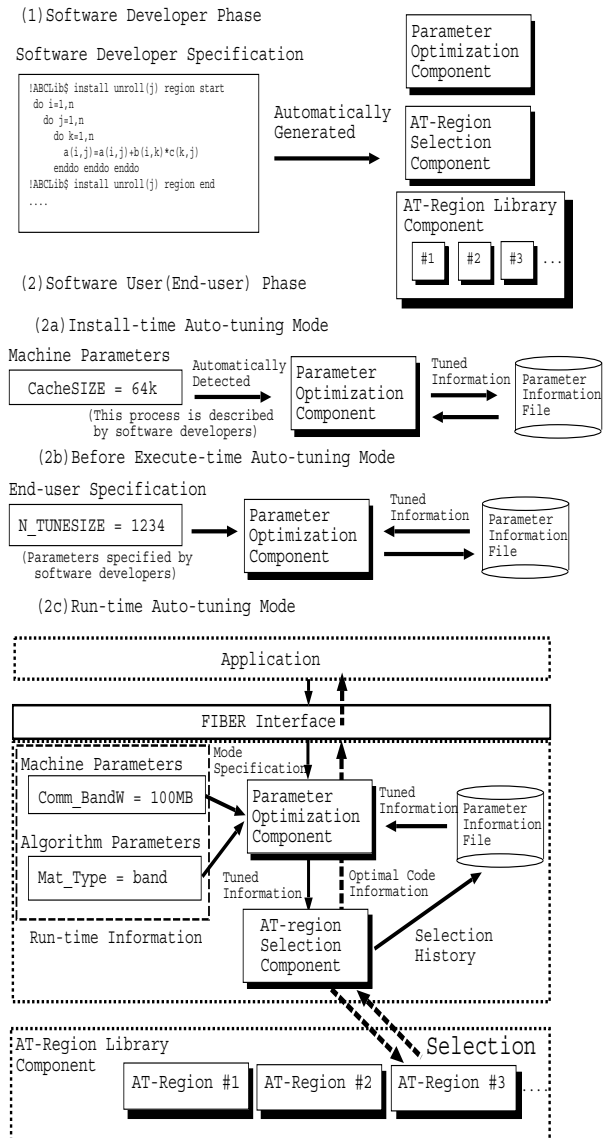 (1)Software Developer Phase
Software Developer Specification
!ABCLib$ install unroll(j) region start
do i=1,n
do j=1,n
do k=1,n
a(i,j)=a(i,j)+b(i,k)*c(k,j)
enddo enddo enddo
!ABCLib$ install unroll(j) region end
....
Automatically
Generated
Parameter
Optimization
Component
AT-Region
Selection
Component
AT-Region Library
Component
#1 #2 #3 ...
(2)Software User(End-user) Phase
(2a)Install-time Auto-tuning Mode
Machine Parameters
CacheSIZE = 64k
(This process is described
by software developers)
Automatically
Detected
Parameter
Optimization
Component
Tuned
Information
Parameter
Information
File
(2b)Before Execute-time Auto-tuning Mode
End-user Specification
N_TUNESIZE = 1234
(Parameters specified by
software developers)
Parameter
Optimization
Component
Tuned
Information
Parameter
Information
File
(2c)Run-time Auto-tuning Mode
Application
FIBER Interface
Machine Parameters
Comm_BandW = 100MB
Algorithm Parameters
Mat_Type = band
Run-time Information
Mode
Specification
Parameter
Optimization
Component
Tuned
Information
Parameter
Information
File
Tuned
Information
Optimal Code
Information
AT-region
Selection
Component
Selection
History
AT-Region Library
Component
Selection
AT-Region #1 AT-Region #2 AT-Region #3 ....